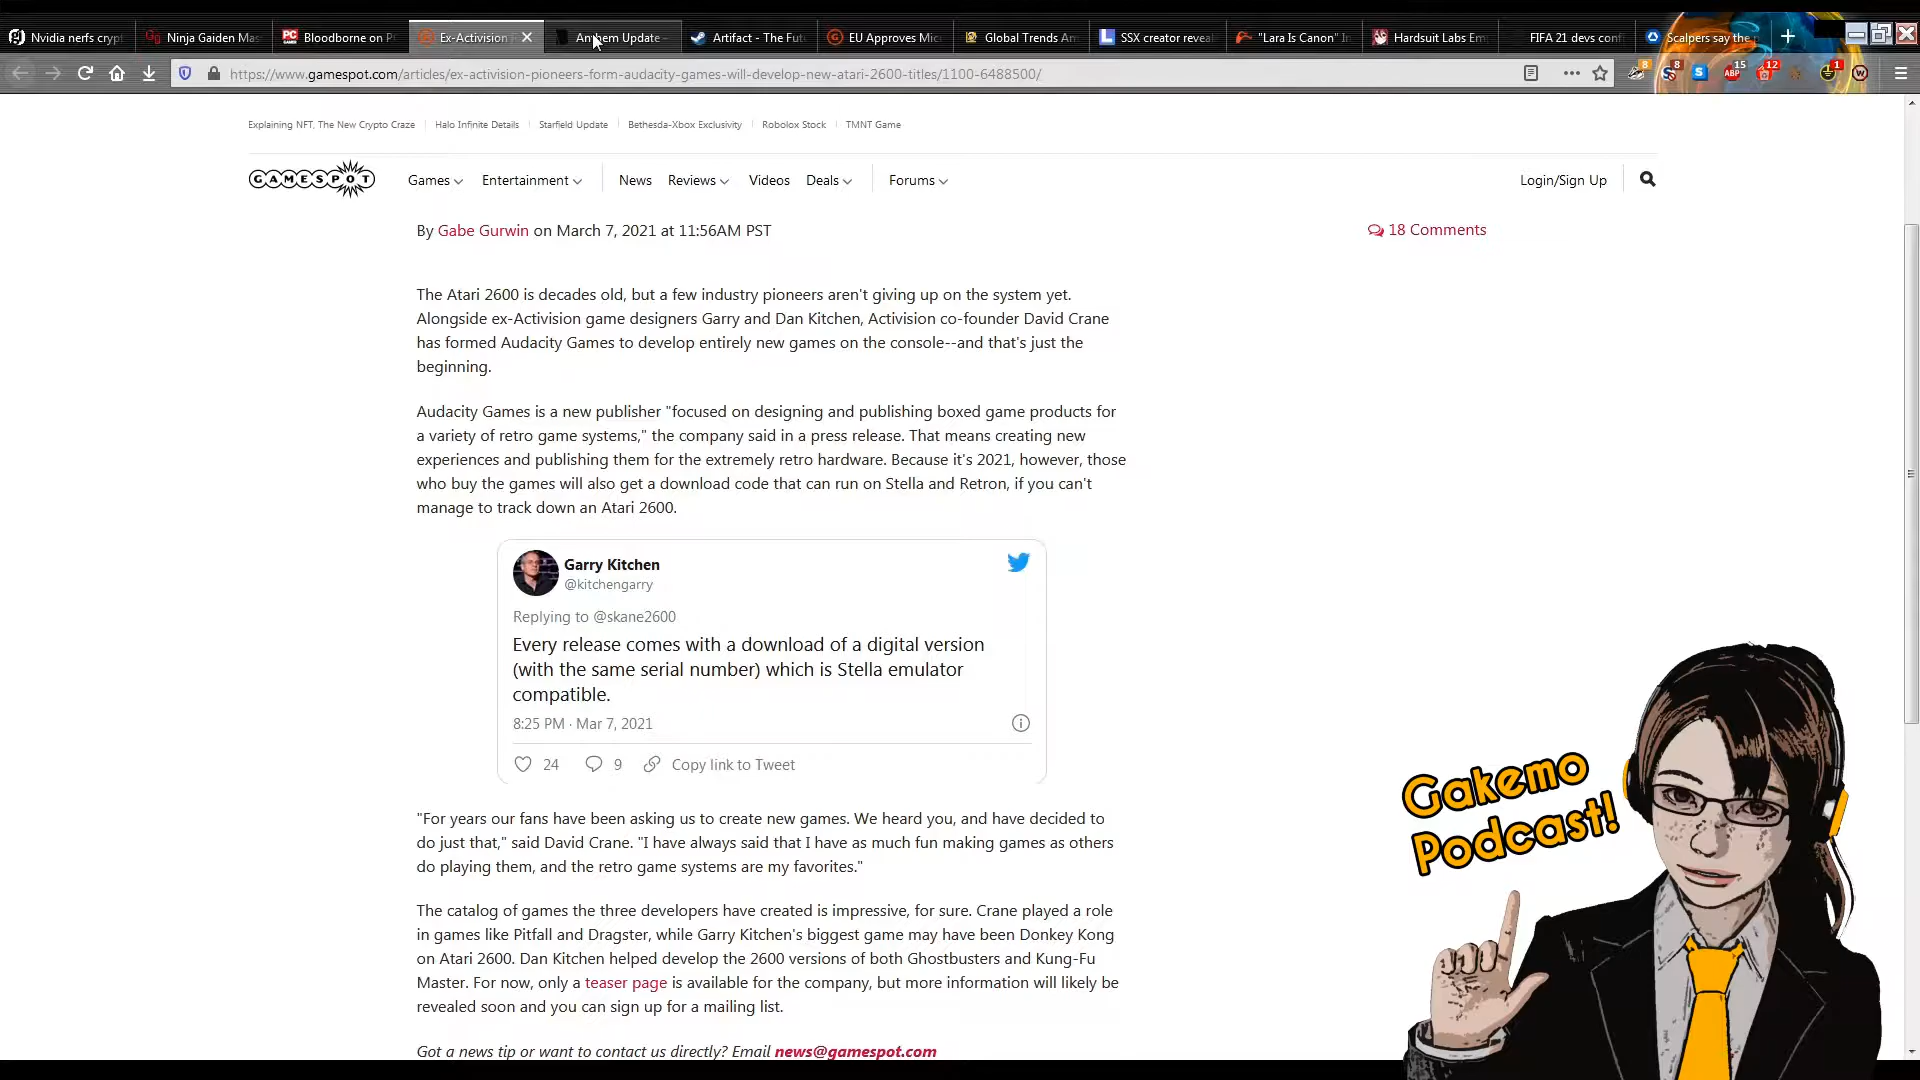 Nvidia nerfs crypt
Ninja Gaiden Mas
Bloodborne on P
Ex-Activision
Anthem Update -
Artifact - The Fut
EU Approves Mic
Global Trends An
SSX creator reveal
"Lara Is Canon" I
Hardsuit Labs Em
FIFA 21 devs conf
Scalpers say the p
https://www.gamespot.com/articles/ex-activision-pioneers-form-audacity-games-will-develop-new-atari-2600-titles/1100-6488500/
8
8
15
12
1
Explaining NFT, The New Crypto Craze
Halo Infinite Details
Starfield Update
Bethesda-Xbox Exclusivity
Robolox Stock
TMNT Game
GAMESPOT
Games
Entertainment
News
Reviews
Videos
Deals
Forums
Login/Sign Up
By Gabe Gurwin on March 7, 2021 at 11:56AM PST
18 Comments
The Atari 2600 is decades old, but a few industry pioneers aren't giving up on the system yet.
Alongside ex-Activision game designers Garry and Dan Kitchen, Activision co-founder David Crane
has formed Audacity Games to develop entirely new games on the console--and that's just the
beginning.
Audacity Games is a new publisher "focused on designing and publishing boxed game products for
a variety of retro game systems," the company said in a press release. That means creating new
experiences and publishing them for the extremely retro hardware. Because it's 2021, however, those
who buy the games will also get a download code that can run on Stella and Retron, if you can't
manage to track down an Atari 2600.
Garry Kitchen
@kitchengarry
Replying to @skane2600
Every release comes with a download of a digital version
(with the same serial number) which is Stella emulator
compatible.
8:25 PM · Mar 7, 2021
24
9
Copy link to Tweet
"For years our fans have been asking us to create new games. We heard you, and have decided to
do just that," said David Crane. "I have always said that I have as much fun making games as others
do playing them, and the retro game systems are my favorites."
The catalog of games the three developers have created is impressive, for sure. Crane played a role
in games like Pitfall and Dragster, while Garry Kitchen's biggest game may have been Donkey Kong
on Atari 2600. Dan Kitchen helped develop the 2600 versions of both Ghostbusters and Kung-Fu
Master. For now, only a teaser page is available for the company, but more information will likely be
revealed soon and you can sign up for a mailing list.
Got a news tip or want to contact us directly? Email news@gamespot.com
Gakemo
Podcast!